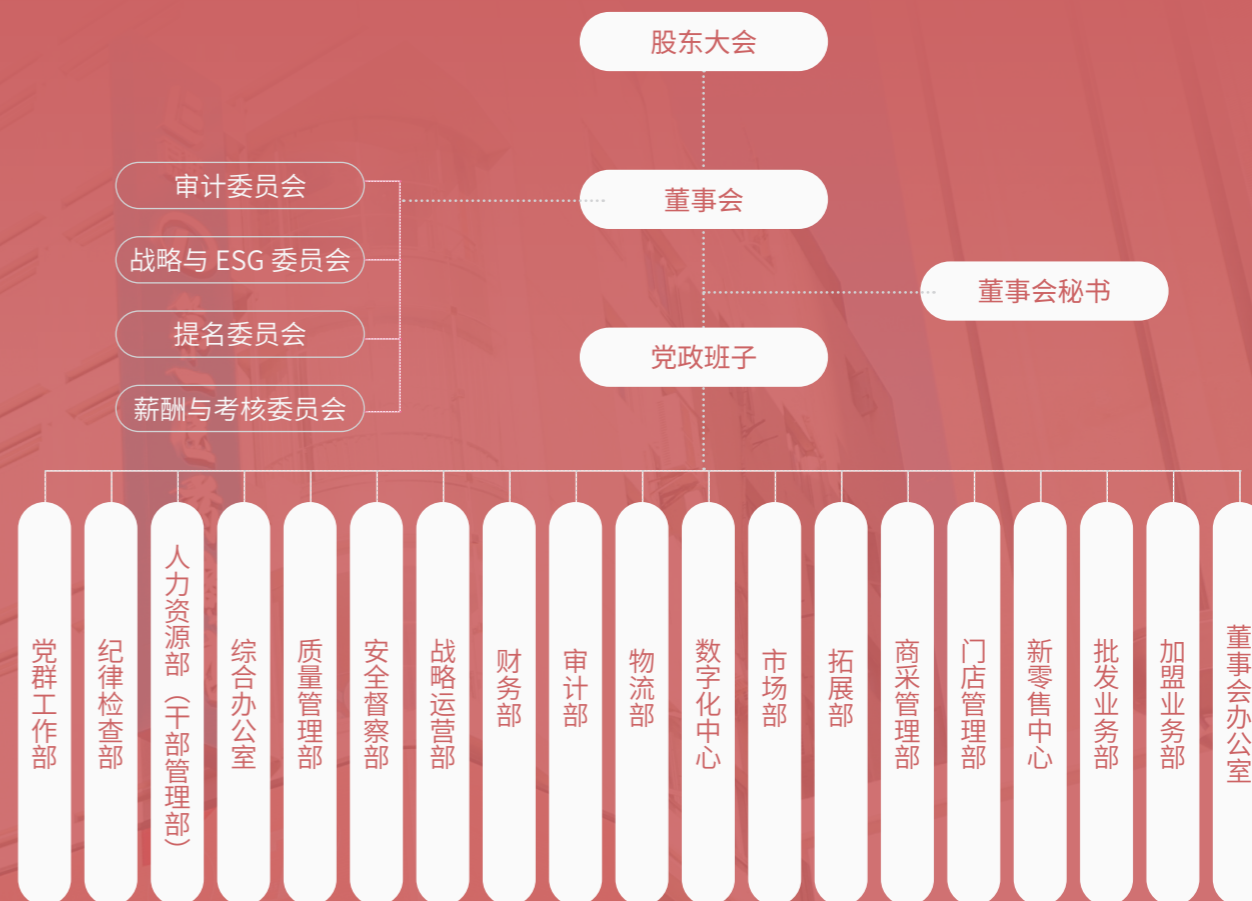 股东大会
董事会
审计委员会
战略与 ESG 委员会
提名委员会
薪酬与考核委员会
董事会秘书
党政班子
党群工作部
纪律检查部
人力资源部（干部管理部）
综合办公室
质量管理部
安全督察部
战略运营部
财务部
审计部
物流部
数字化中心
市场部
拓展部
商采管理部
门店管理部
新零售中心
批发业务部
加盟业务部
董事会办公室